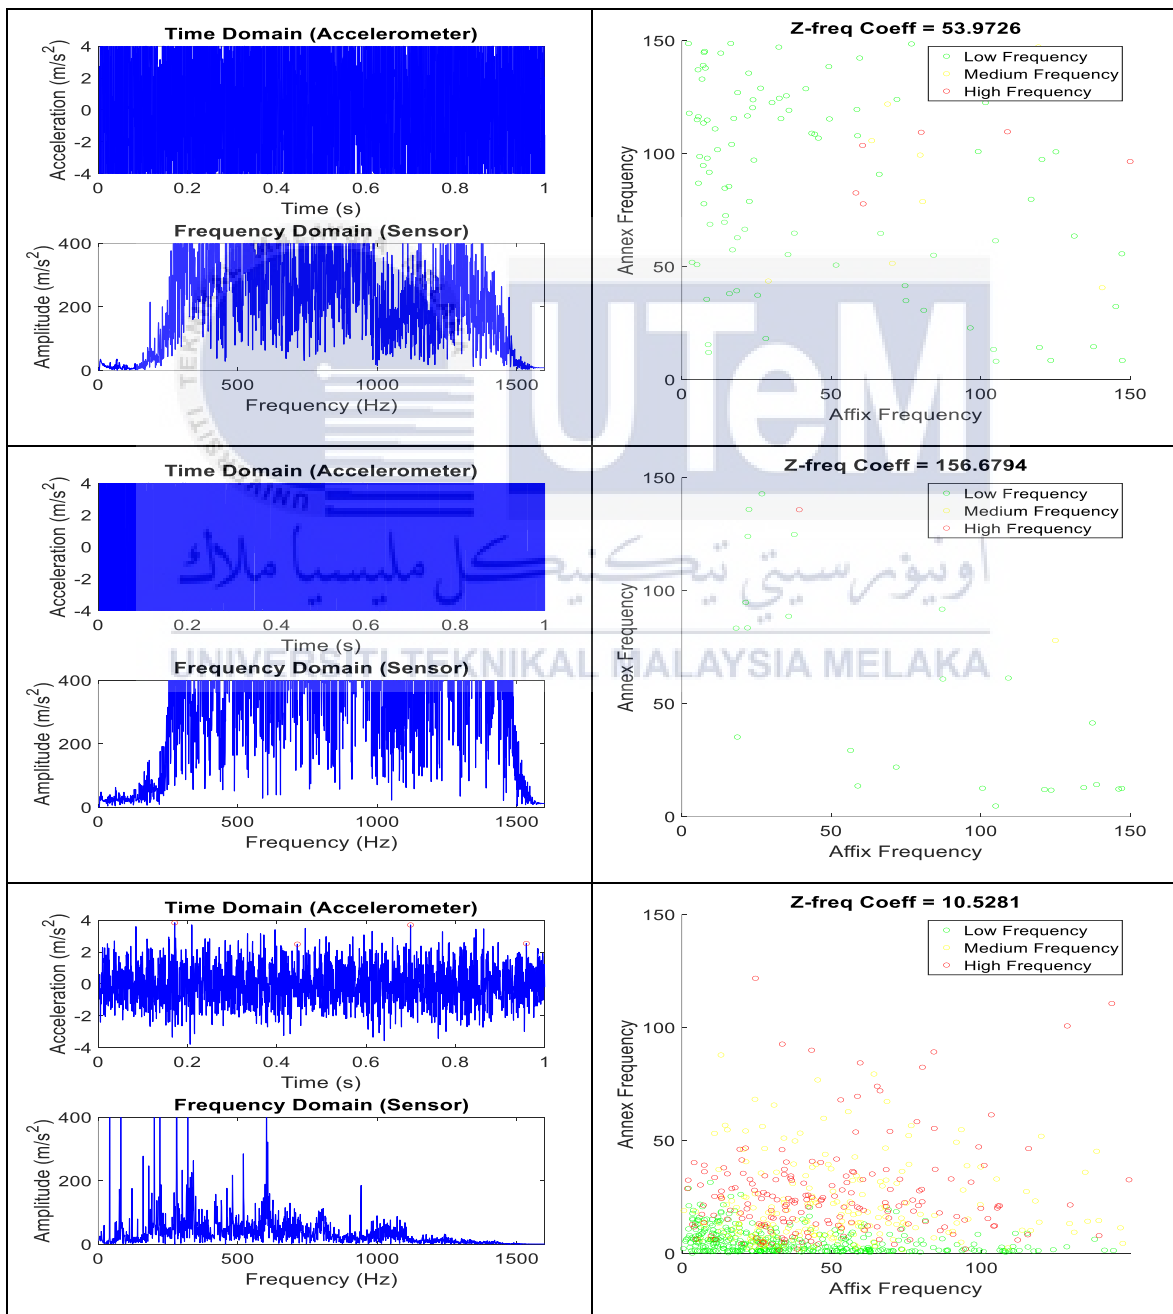 Time Domain (Accelerometer)
Acceleration (m/s²)
4
2
0
-2
-4
0 0.2 0.4 0.6 0.8 1
Time (s)
Frequency Domain (Sensor)
Amplitude (m/s²)
400
200
0
0 500 1000 1500
Frequency (Hz)
Z-freq Coeff = 53.9726
Low Frequency
Medium Frequency
High Frequency
Annex Frequency
150
100
50
0
0 50 100 150
Affix Frequency
Time Domain (Accelerometer)
Acceleration (m/s²)
4
2
0
-2
-4
0 0.2 0.4 0.6 0.8 1
Time (s)
Frequency Domain (Sensor)
Amplitude (m/s²)
400
200
0
0 500 1000 1500
Frequency (Hz)
Z-freq Coeff = 156.6794
Low Frequency
Medium Frequency
High Frequency
Annex Frequency
150
100
50
0
0 50 100 150
Affix Frequency
Time Domain (Accelerometer)
Acceleration (m/s²)
4
2
0
-2
-4
0 0.2 0.4 0.6 0.8 1
Time (s)
Frequency Domain (Sensor)
Amplitude (m/s²)
400
200
0
0 500 1000 1500
Frequency (Hz)
Z-freq Coeff = 10.5281
Low Frequency
Medium Frequency
High Frequency
Annex Frequency
150
100
50
0
0 50 100
Affix Frequency
UTeM
اونيۏرسيتي تيكنيكل مليسيا ملاك
UNIVERSITI TEKNIKAL MALAYSIA MELAKA